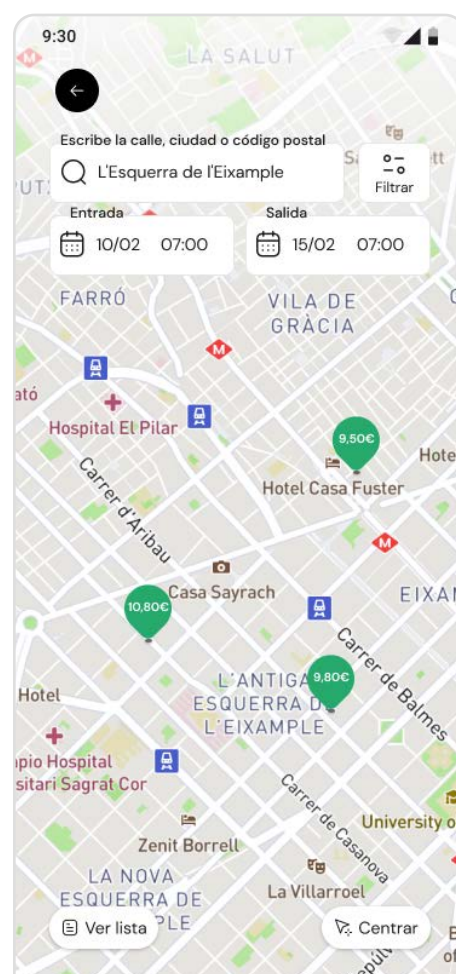 9:30
LA SALUT
Escribe la calle, ciudad o código postal
L'Esquerra de l'Eixample
Filtrar
Entrada
Salida
10/02 07:00
15/02 07:00
FARRÓ
VILA DE
GRÀCIA
M
Hospital El Pilar
9,50€
Hote
Hotel Casa Fuster
Carrer d'Aribau
M
Casa Sayrach
EIXA
10,80€
Carrer de Balmes
9,80€
L'ANTIGA
ESQUERRA D
L'EIXAMPLE
Hotel
pio Hospital
sitari Sagrat Cor
Carrer de Casanova
University o
Zenit Borrell
LA NOVA
ESQUERRA DE
PLE
La Villarroel
Ver lista
Centrar